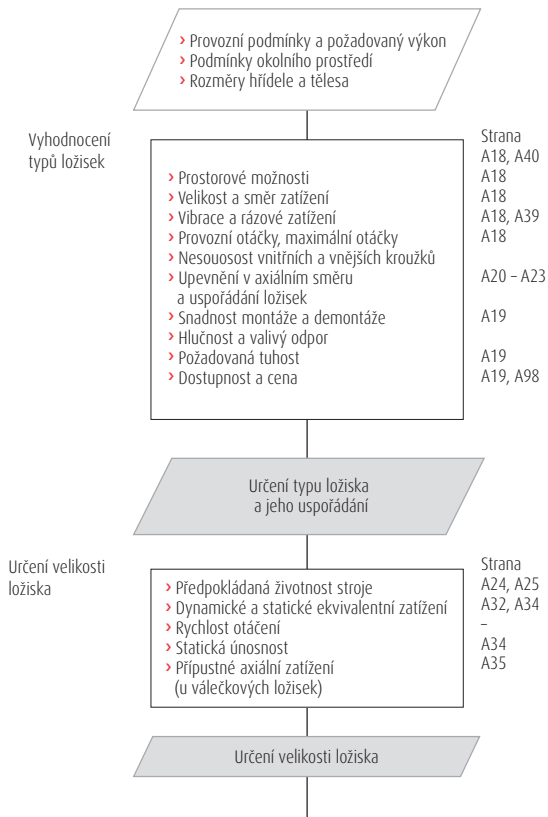 › Provozní podmínky a požadovaný výkon
› Podmínky okolního prostředí
› Rozměry hřídele a tělesa
Vyhodnocení
typů ložisek
Strana
› Prostorové možnosti A18, A40
› Velikost a směr zatížení A18
› Vibrace a rázové zatížení A18
› Provozní otáčky, maximální otáčky A18, A39
› Nesouosost vnitřních a vnějších kroužků A18
› Upevnění v axiálním směru A20 – A23
a uspořádání ložisek
› Snadnost montáže a demontáže A19
› Hlučnost a valivý odpor
› Požadovaná tuhost A19
› Dostupnost a cena A19, A98
Určení typu ložiska
a jeho uspořádání
Určení velikosti
ložiska
Strana
› Předpokládaná životnost stroje A24, A25
› Dynamické a statické ekvivalentní zatížení A32, A34
› Rychlost otáčení –
› Statická únosnost A34
› Přípustné axiální zatížení A35
(u válečkových ložisek)
Určení velikosti ložiska